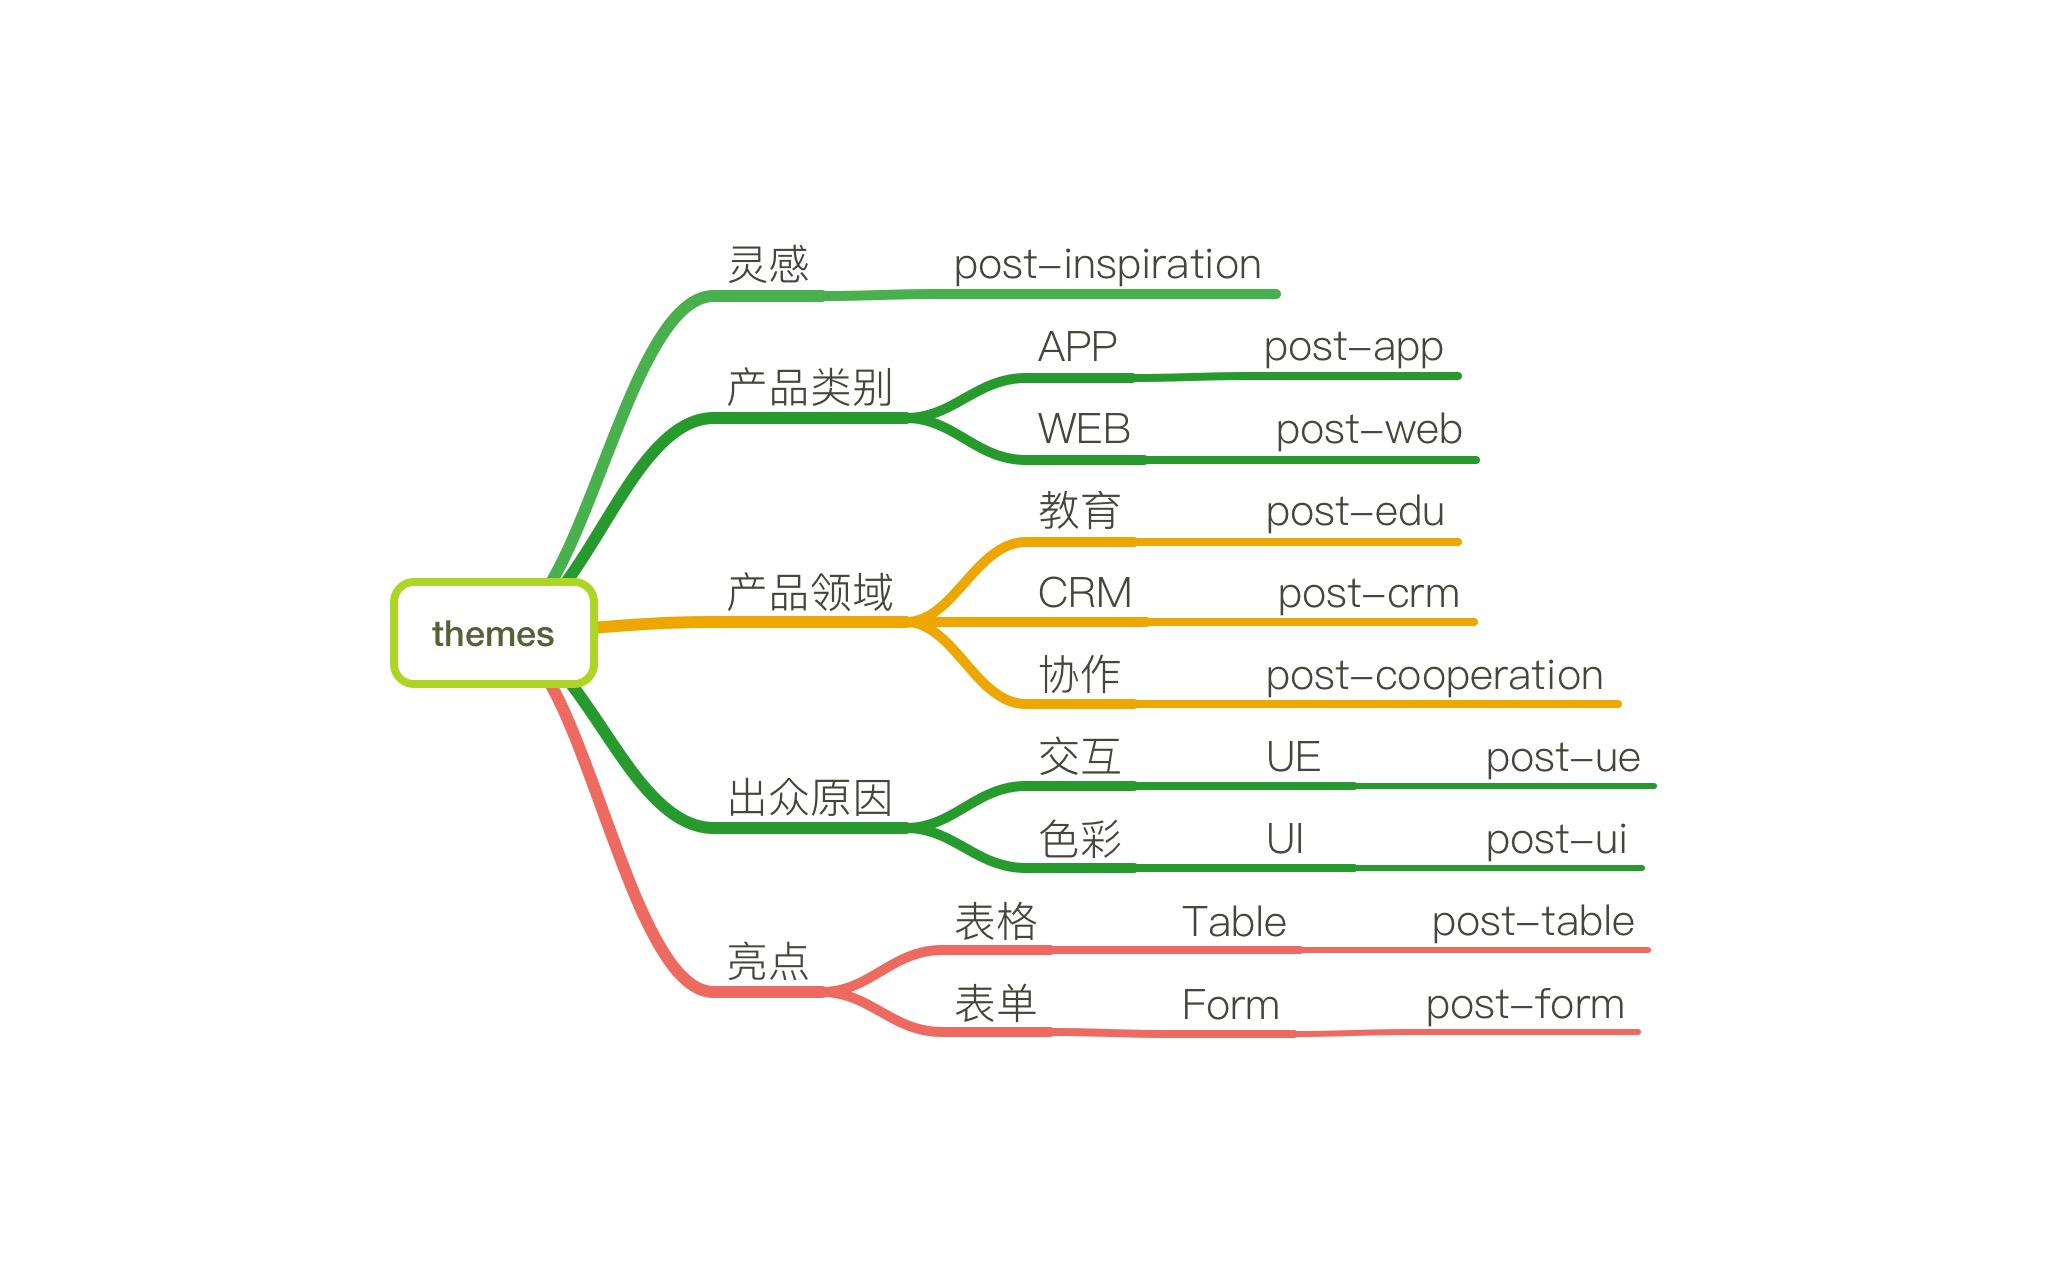 灵感 post-inspiration
APP post-app
产品类别
WEB post-web
教育 post-edu
产品领域 CRM post-crm
themes
协作 post-cooperation
交互 UE post-ue
出众原因
色彩 UI post-ui
表格 Table post-table
亮点
表单 Form post-form